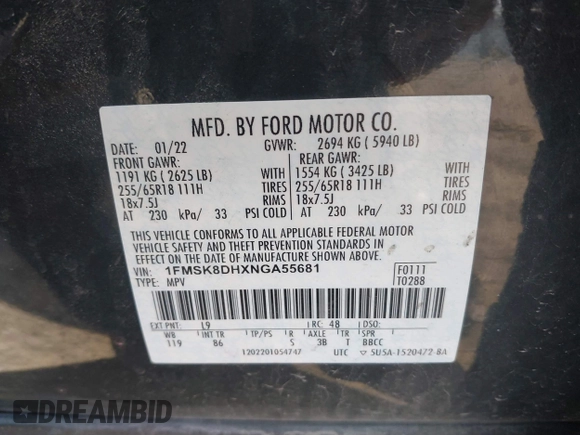 MFD. BY FORD MOTOR CO.
DATE: 01/22 GVWR: 2694 KG ( 5940 LB)
FRONT GAWR: REAR GAWR:
1191 KG ( 2625 LB) WITH 1554 KG ( 3425 LB) WITH
255/65R18 111H TIRES 255/65R18 111H TIRES
18x7.5J RIMS 18x7.5J RIMS
AT 230 kPa/ 33 PSI COLD AT 230 kPa/ 33 PSI COLD
THIS VEHICLE CONFORMS TO ALL APPLICABLE FEDERAL MOTOR
VEHICLE SAFETY AND THEFT PREVENTION STANDARDS IN
EFFECT ON THE DATE OF MANUFACTURE SHOWN ABOVE.
VIN: 1FMSK8DHXNGA55681 F0111
TYPE: MPV T0288
EXT PNT: L9 RC: 48 DSO:
WB INT TR TP/PS R AXLE TR SPR
119 86 S 3B T BBCC
1202201054747 UTC ▽ SU5A-1520472-BA
DREAMBID